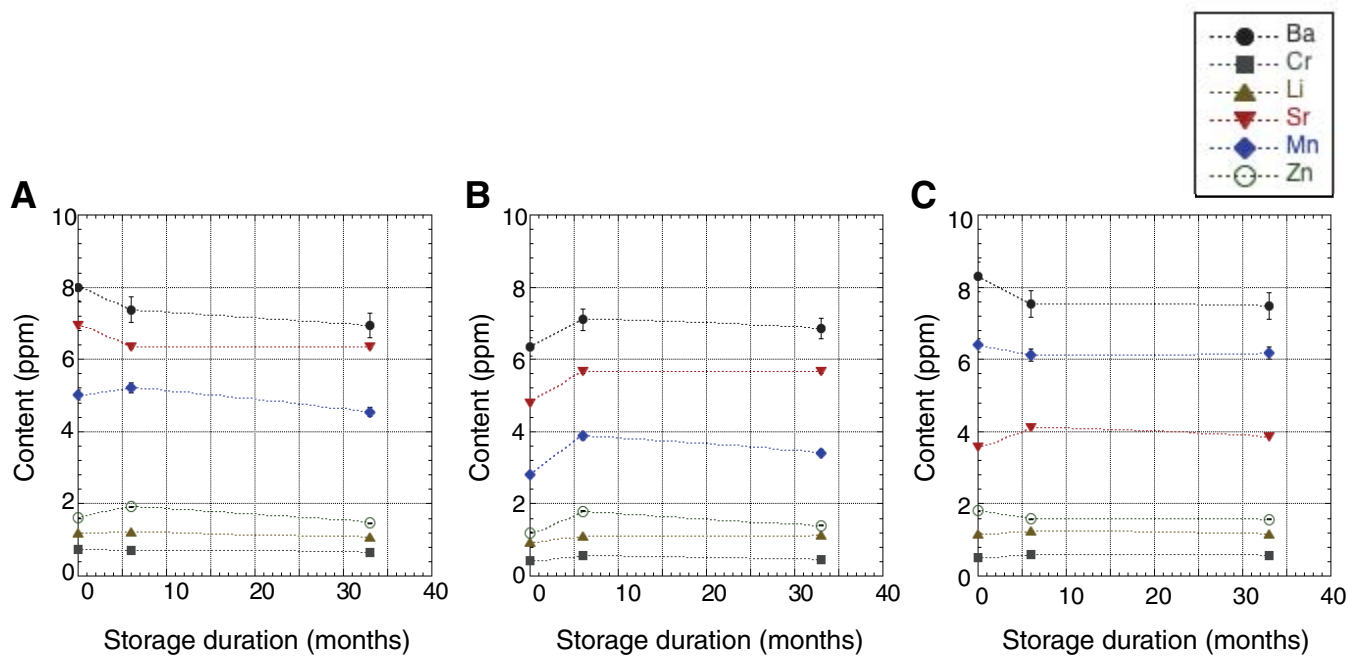 Ba
Cr
Li
Sr
Mn
Zn
A
B
C
Content (ppm)
10
8
6
4
2
0
0 10 20 30 40
Storage duration (months)
Content (ppm)
10
8
6
4
2
0
0 10 20 30 40
Storage duration (months)
Content (ppm)
10
8
6
4
2
0
0 10 20 30 40
Storage duration (months)